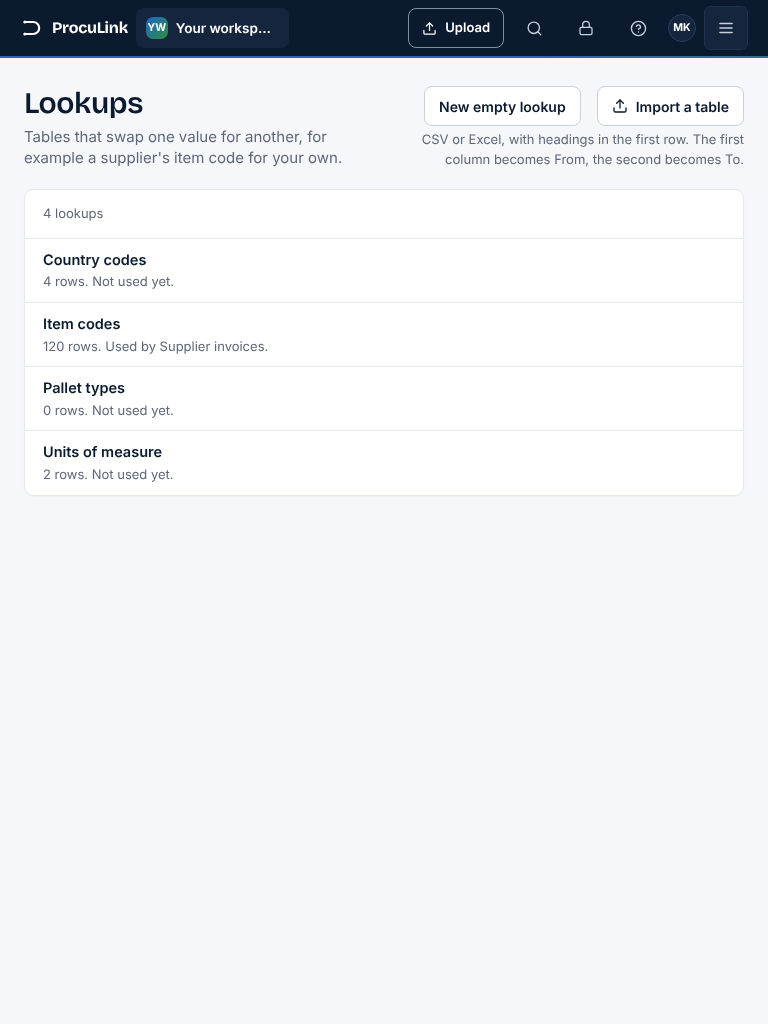 ProcuLink
YW
Your worksp...
Upload
MK
Lookups
New empty lookup
Import a table
Tables that swap one value for another, for
example a supplier's item code for your own.
CSV or Excel, with headings in the first row. The first
column becomes From, the second becomes To.
4 lookups
Country codes
4 rows. Not used yet.
Item codes
120 rows. Used by Supplier invoices.
Pallet types
0 rows. Not used yet.
Units of measure
2 rows. Not used yet.